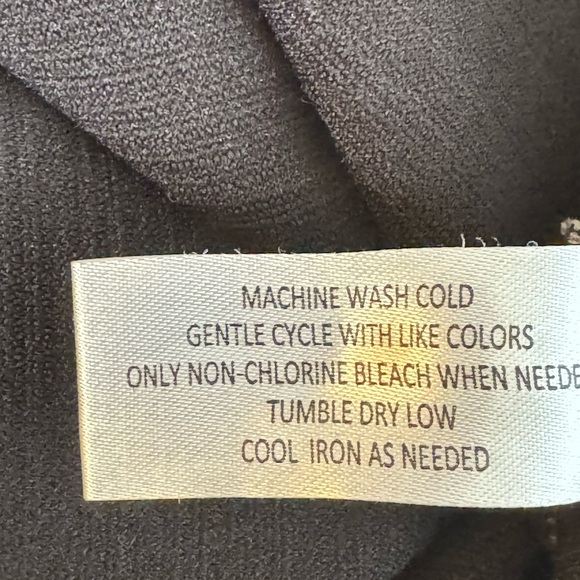 MACHINE WASH COLD
GENTLE CYCLE WITH LIKE COLORS
ONLY NON-CHLORINE BLEACH WHEN NEEDE
TUMBLE DRY LOW
COOL IRON AS NEEDED